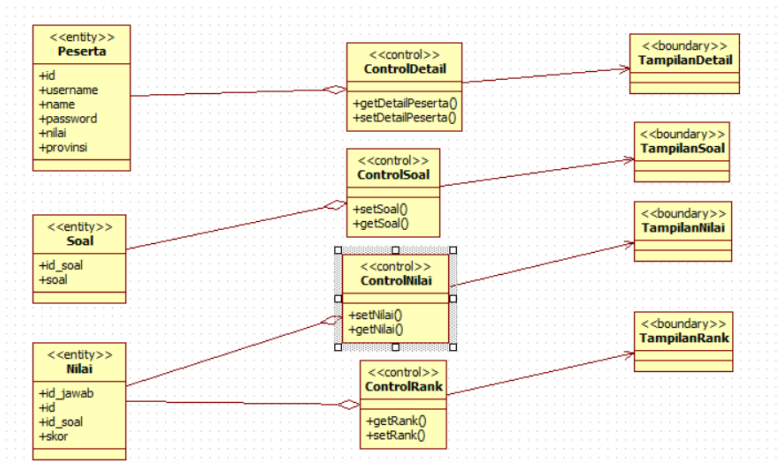 <<entity>>
Peserta
+id
+username
+name
+password
+nilai
+provinsi
<<control>>
ControlDetail
+getDetailPeserta()
+setDetailPeserta()
<<boundary>>
TampilanDetail
<<control>>
ControlSoal
+setSoal()
+getSoal()
<<boundary>>
TampilanSoal
<<entity>>
Soal
+id_soal
+soal
<<control>>
ControlNilai
+setNilai()
+getNilai()
<<boundary>>
TampilanNilai
<<entity>>
Nilai
+id_jawab
+id
+id_soal
+skor
<<control>>
ControlRank
+getRank()
+setRank()
<<boundary>>
TampilanRank